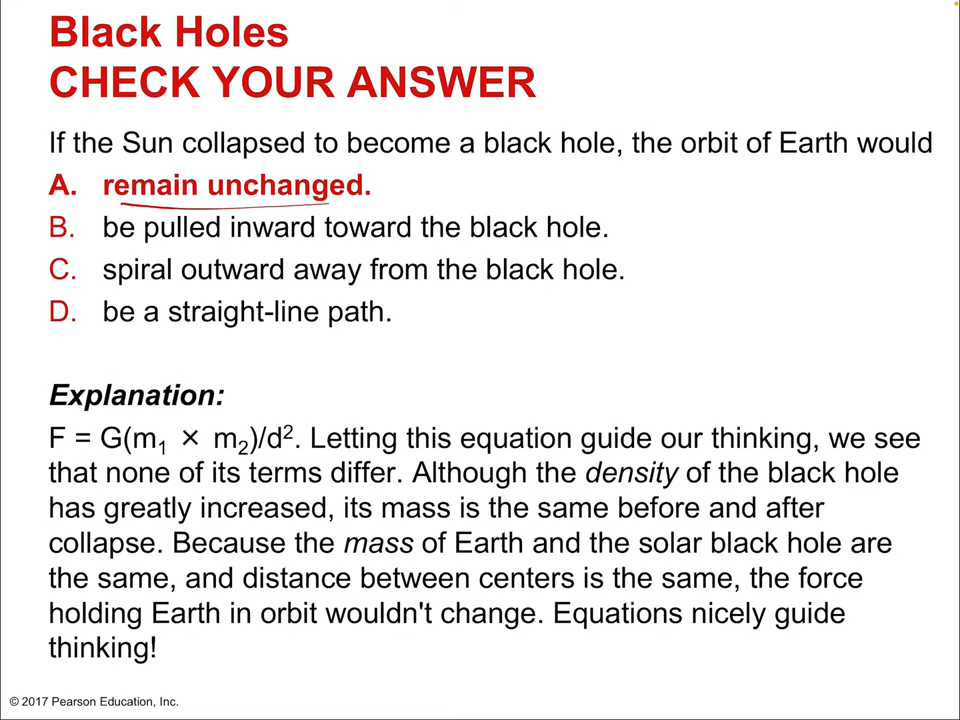 Black Holes
CHECK YOUR ANSWER
If the Sun collapsed to become a black hole, the orbit of Earth would
A. remain unchanged.
B. be pulled inward toward the black hole.
C. spiral outward away from the black hole.
D. be a straight-line path.
Explanation:
F = G(m₁ × m₂)/d². Letting this equation guide our thinking, we see
that none of its terms differ. Although the density of the black hole
has greatly increased, its mass is the same before and after
collapse. Because the mass of Earth and the solar black hole are
the same, and distance between centers is the same, the force
holding Earth in orbit wouldn't change. Equations nicely guide
thinking!
© 2017 Pearson Education, Inc.